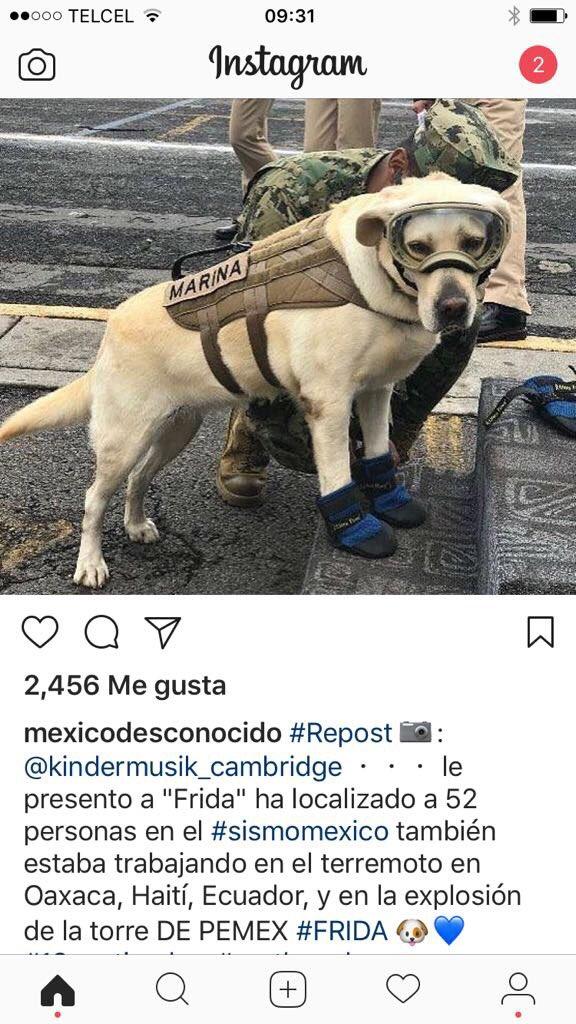 TELCEL
09:31
Instagram
2
MARINA
2,456 Me gusta
mexicodesconocido #Repost 📷 :
@kindermusik_cambridge · · · le
presento a "Frida" ha localizado a 52
personas en el #sismomexico también
estaba trabajando en el terremoto en
Oaxaca, Haití, Ecuador, y en la explosión
de la torre DE PEMEX #FRIDA 🐶💙